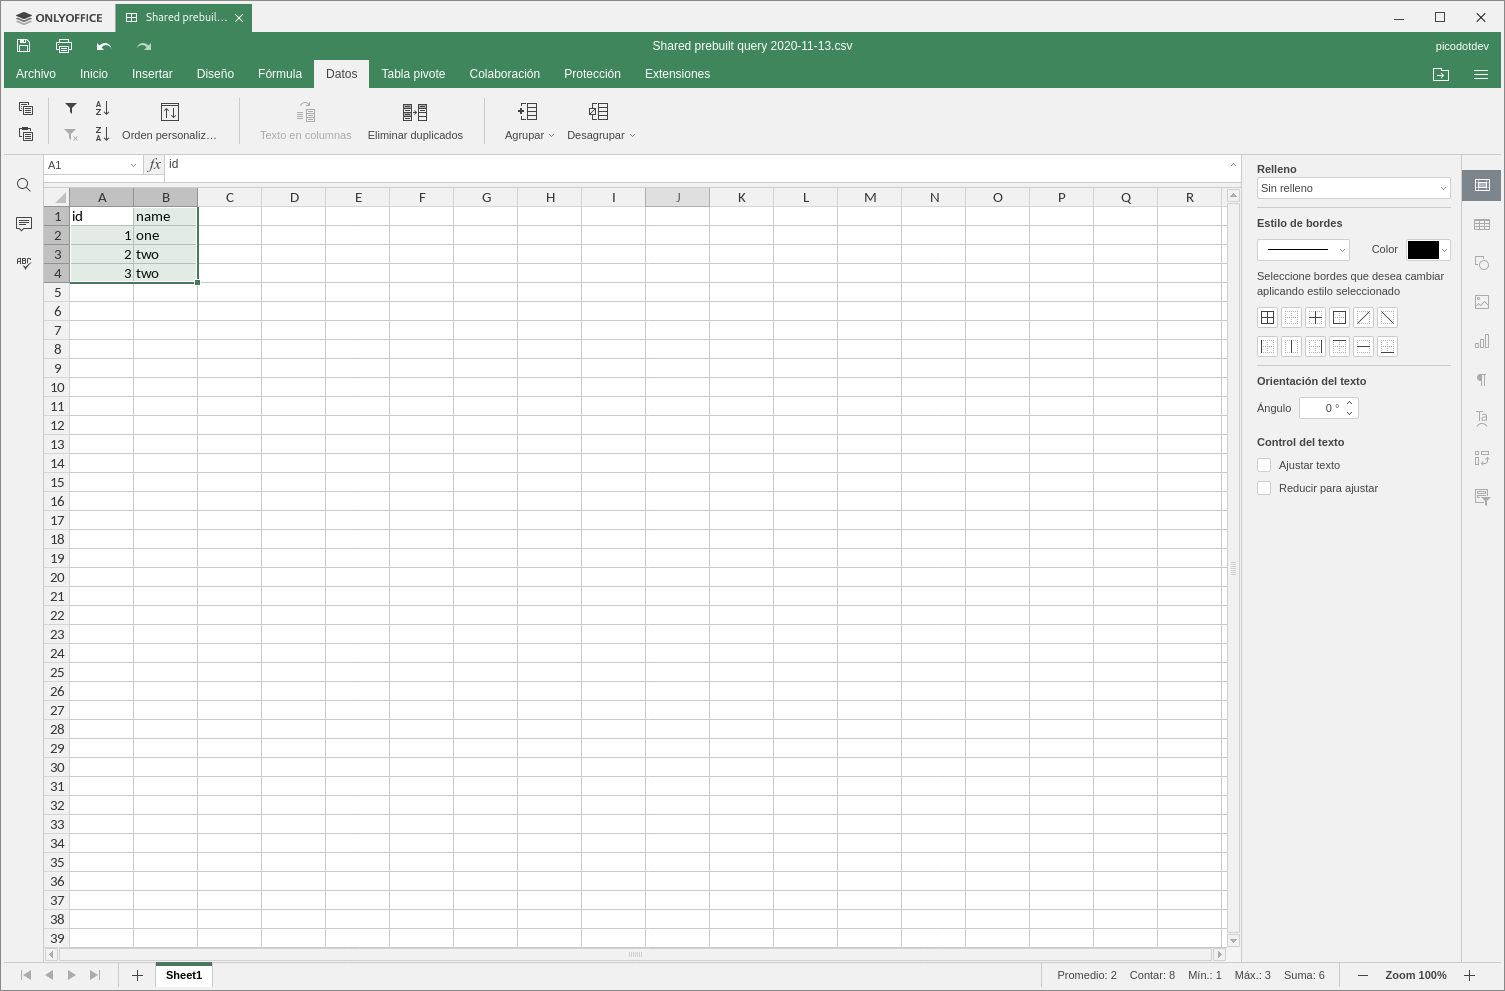 ONLYOFFICE
Shared prebuil...
Shared prebuilt query 2020-11-13.csv
picodotdev
Archivo Inicio Insertar Diseño Fórmula Datos Tabla pivote Colaboración Protección Extensiones
Orden personaliz...
Texto en columnas
Eliminar duplicados
Agrupar
Desagrupar
A1
fx
id
A B C D E F G H I J K L M N O P Q R
1 id name
2 1 one
3 2 two
4 3 two
5
6
7
8
9
10
11
12
13
14
15
16
17
18
19
20
21
22
23
24
25
26
27
28
29
30
31
32
33
34
35
36
37
38
39
Relleno
Sin relleno
Estilo de bordes
Color
Seleccione bordes que desea cambiar
aplicando estilo seleccionado
Orientación del texto
Ángulo 0 °
Control del texto
Ajustar texto
Reducir para ajustar
Sheet1
Promedio: 2 Contar: 8 Mín.: 1 Máx.: 3 Suma: 6
Zoom 100%